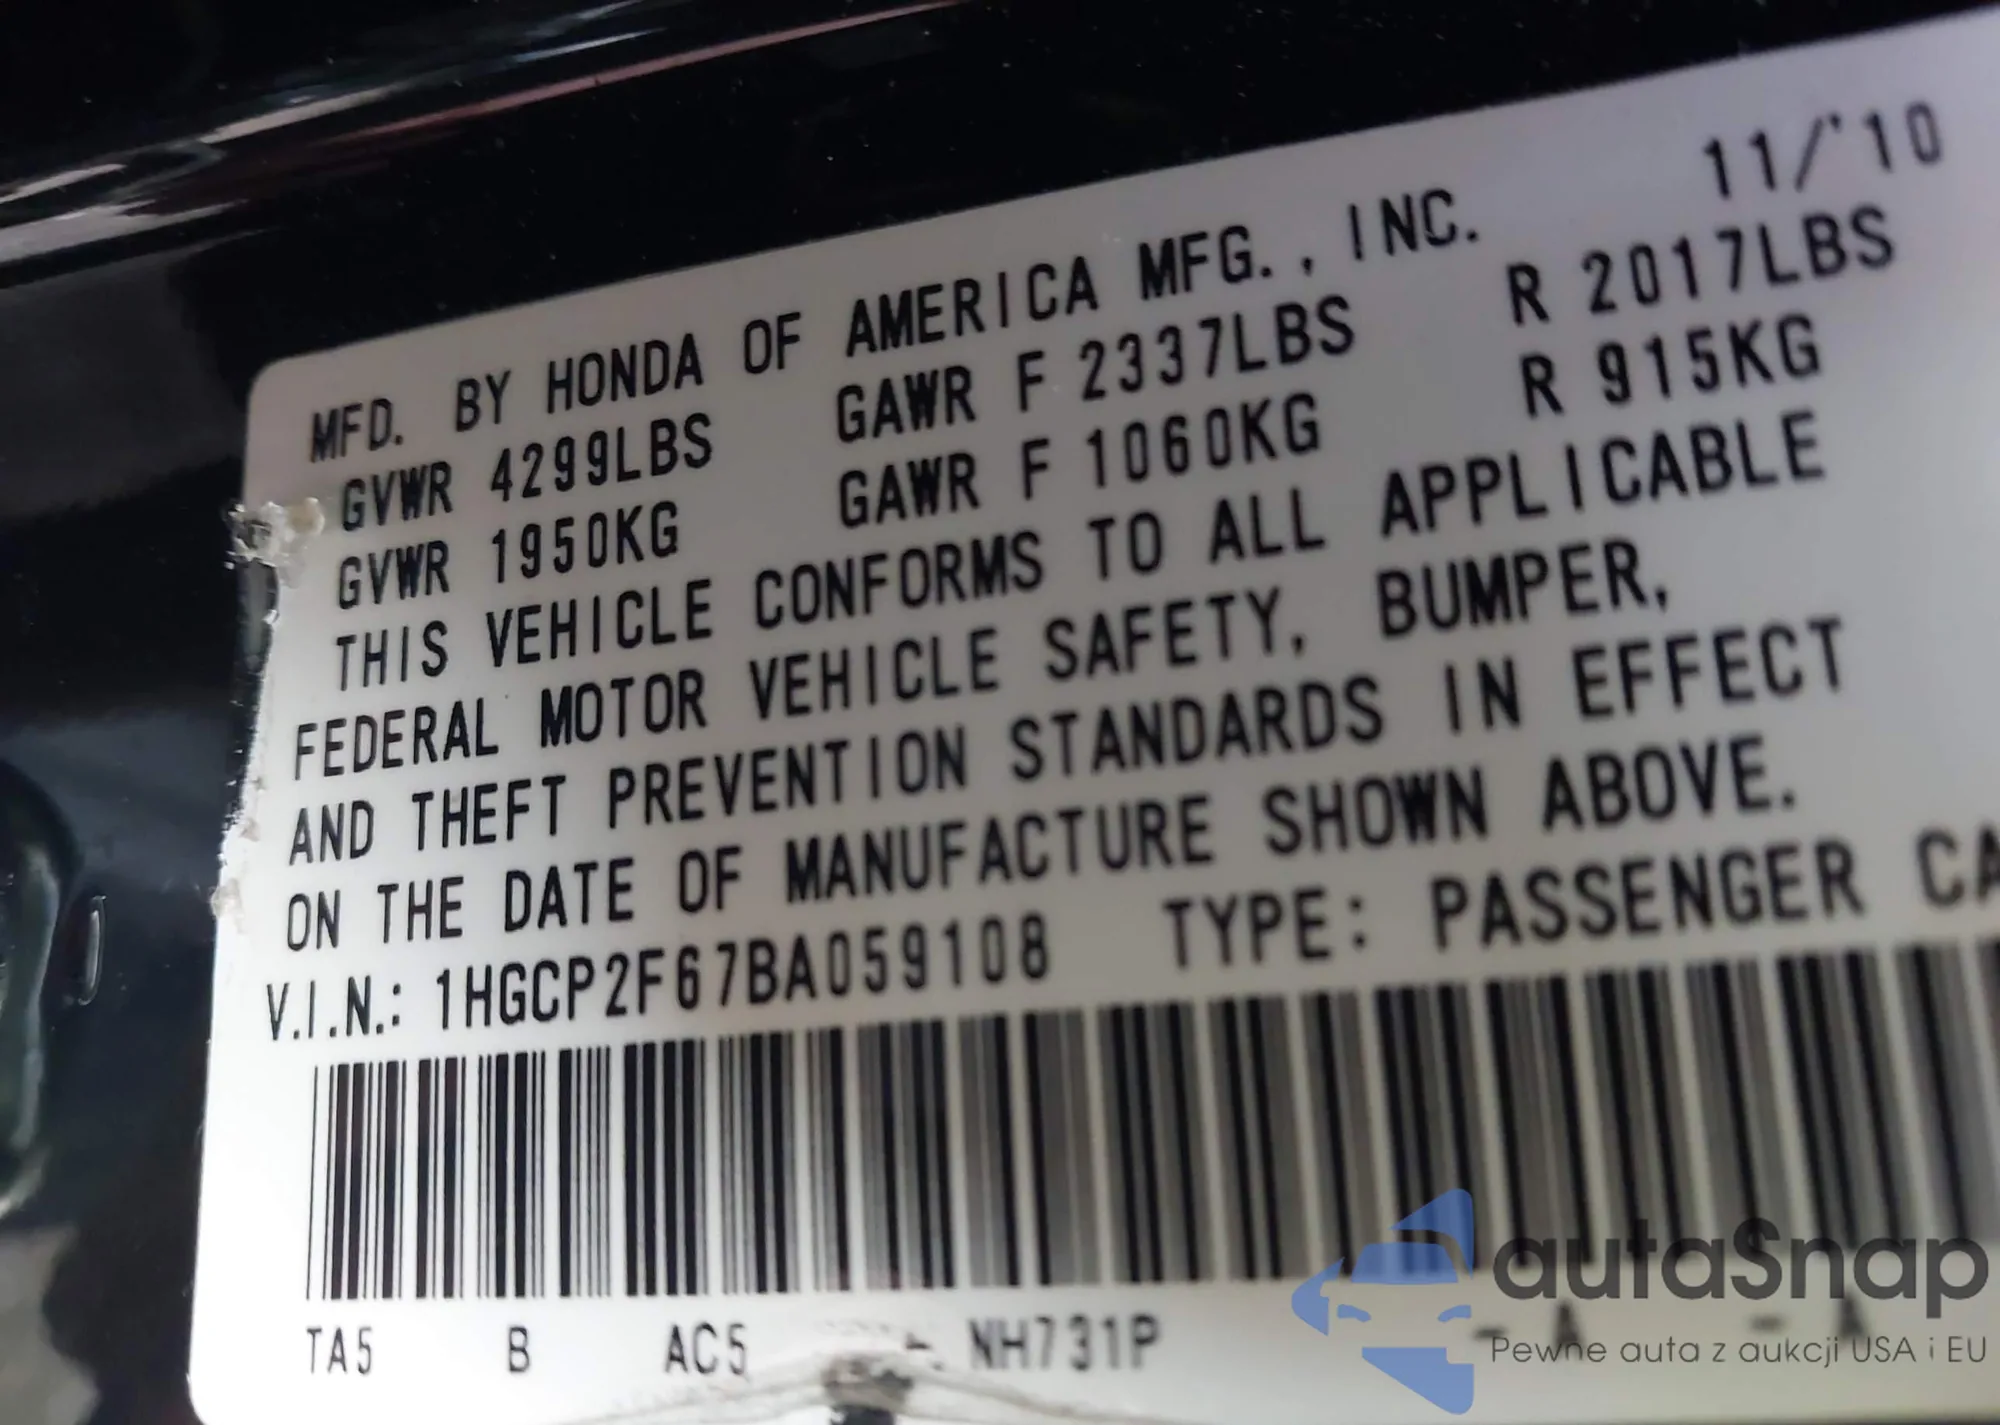 11/'10
MFD. BY HONDA OF AMERICA MFG., INC.
GVWR 4299LBS GAWR F 2337LBS R 2017LBS
GVWR 1950KG GAWR F 1060KG R 915KG
THIS VEHICLE CONFORMS TO ALL APPLICABLE
FEDERAL MOTOR VEHICLE SAFETY, BUMPER,
AND THEFT PREVENTION STANDARDS IN EFFECT
ON THE DATE OF MANUFACTURE SHOWN ABOVE.
V.I.N.: 1HGCP2F67BA059108 TYPE: PASSENGER CA
TA5 B AC5 NH731P - A - A
autaSnap
Pewne auta z aukcji USA i EU